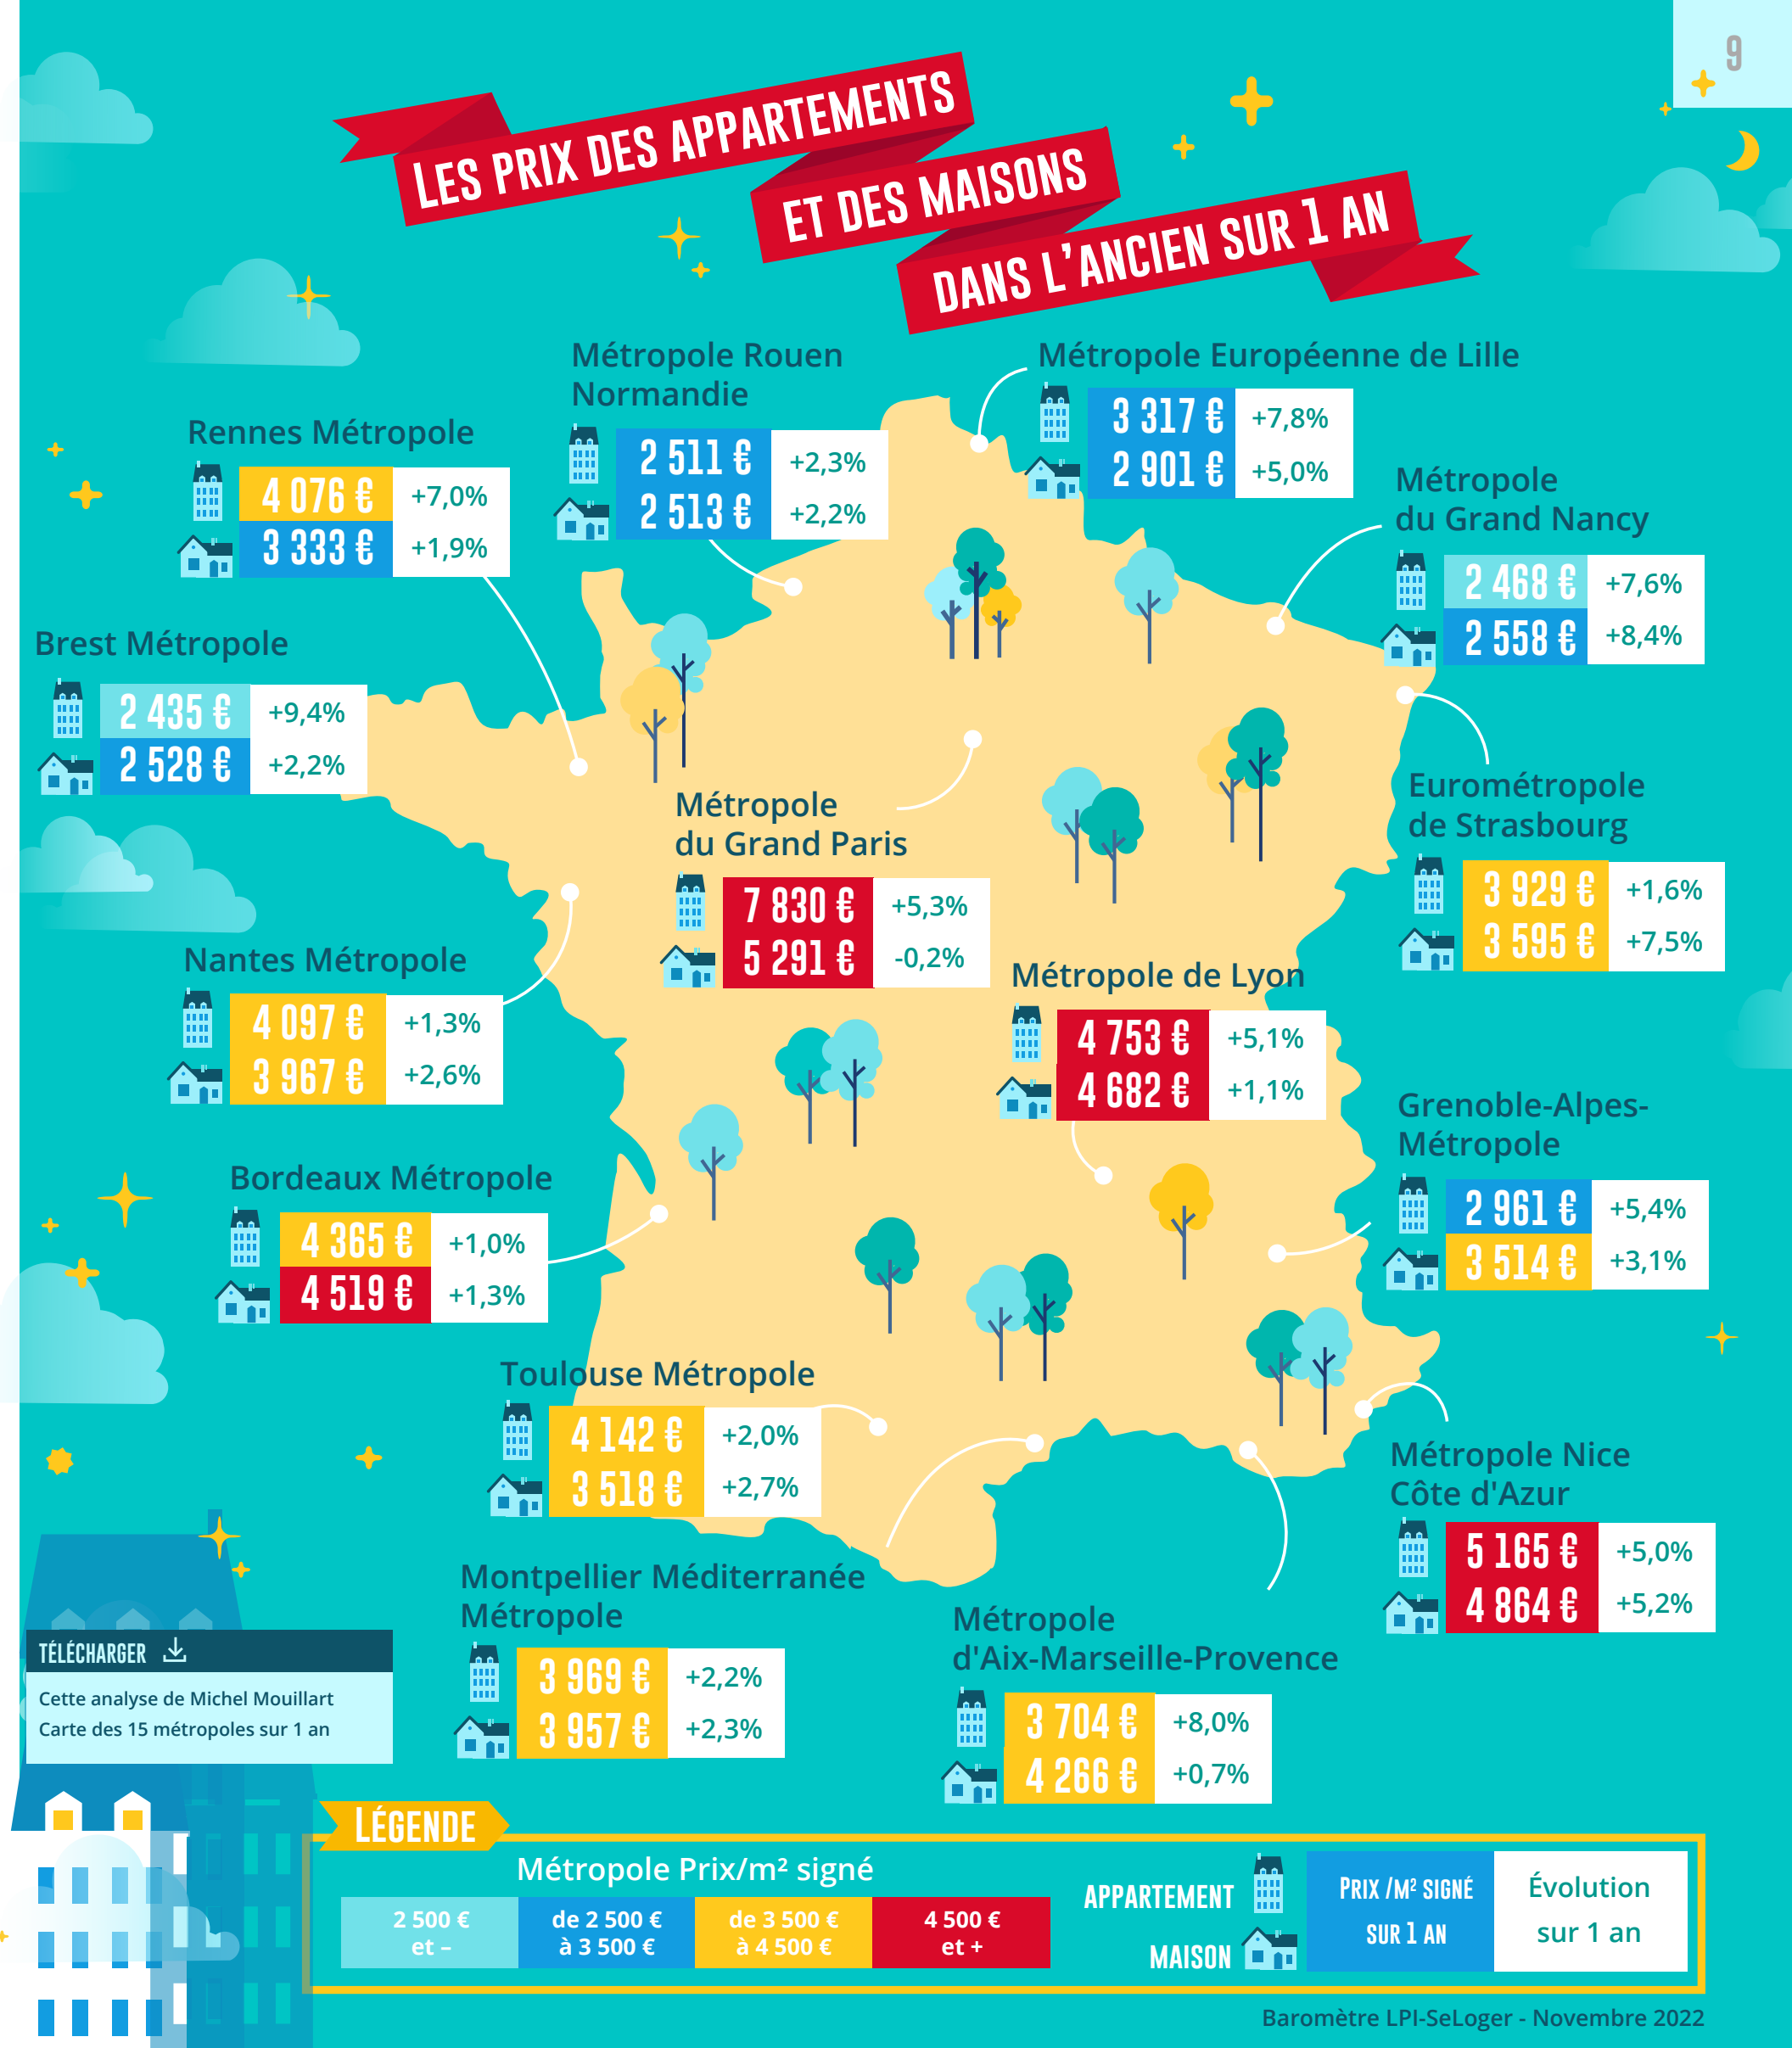 9
LES PRIX DES APPARTEMENTS
ET DES MAISONS
DANS L'ANCIEN SUR 1 AN
Métropole Rouen
Normandie
2 511 € +2,3%
2 513 € +2,2%
Métropole Européenne de Lille
3 317 € +7,8%
2 901 € +5,0%
Rennes Métropole
4 076 € +7,0%
3 333 € +1,9%
Métropole
du Grand Nancy
2 468 € +7,6%
2 558 € +8,4%
Brest Métropole
2 435 € +9,4%
2 528 € +2,2%
Métropole
du Grand Paris
7 830 € +5,3%
5 291 € -0,2%
Eurométropole
de Strasbourg
3 929 € +1,6%
3 595 € +7,5%
Nantes Métropole
4 097 € +1,3%
3 967 € +2,6%
Métropole de Lyon
4 753 € +5,1%
4 682 € +1,1%
Grenoble-Alpes-
Métropole
2 961 € +5,4%
3 514 € +3,1%
Bordeaux Métropole
4 365 € +1,0%
4 519 € +1,3%
Toulouse Métropole
4 142 € +2,0%
3 518 € +2,7%
Métropole Nice
Côte d'Azur
5 165 € +5,0%
4 864 € +5,2%
Montpellier Méditerranée
Métropole
3 969 € +2,2%
3 957 € +2,3%
Métropole
d'Aix-Marseille-Provence
3 704 € +8,0%
4 266 € +0,7%
TÉLÉCHARGER
Cette analyse de Michel Mouillart
Carte des 15 métropoles sur 1 an
LÉGENDE
Métropole Prix/m² signé
2 500 €
et –
de 2 500 €
à 3 500 €
de 3 500 €
à 4 500 €
4 500 €
et +
APPARTEMENT
MAISON
PRIX /M² SIGNÉ
SUR 1 AN
Évolution
sur 1 an
Baromètre LPI-SeLoger - Novembre 2022